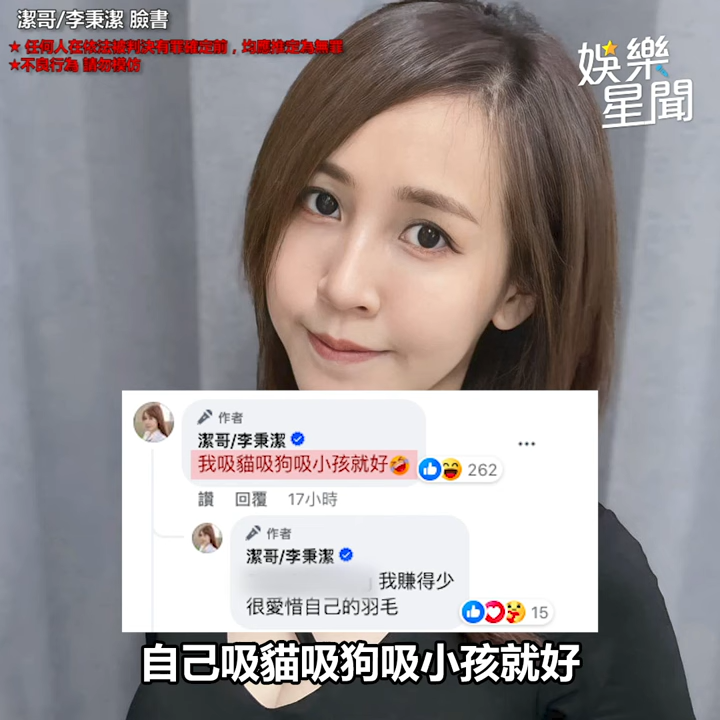 潔哥/李秉潔 臉書
★ 任何人在依法被判決有罪確定前，均應推定為無罪
★不良行為 請勿模仿
娛樂
星聞
作者
潔哥/李秉潔
我吸貓吸狗吸小孩就好🤣
262
讚 回覆 17小時
作者
潔哥/李秉潔
我賺得少
很愛惜自己的羽毛
15
自己吸貓吸狗吸小孩就好